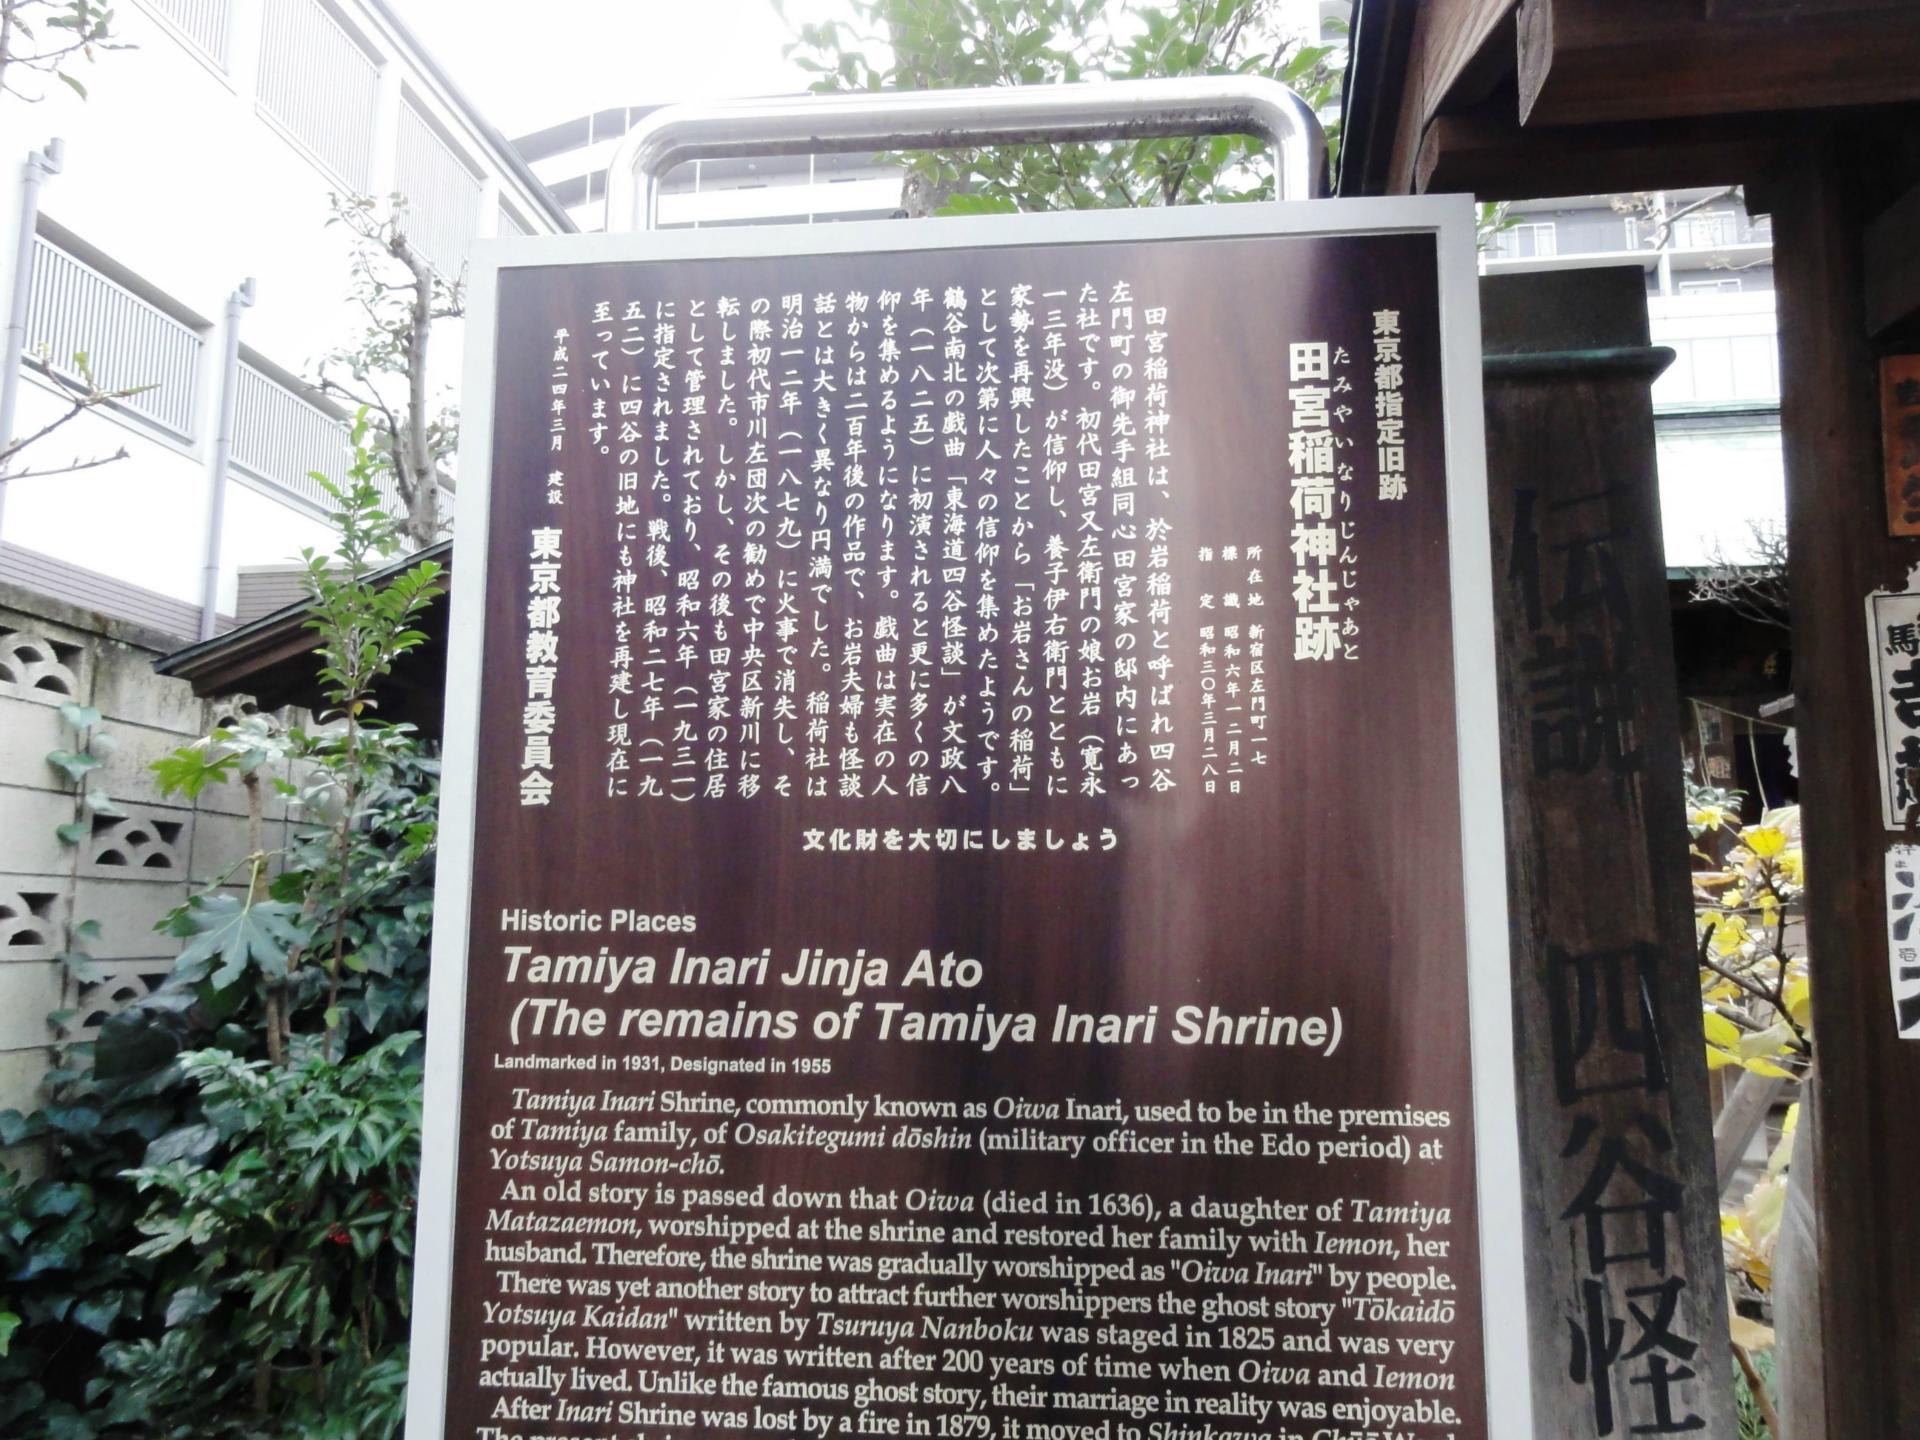 東京都指定旧跡
たみやいなりじんじゃあと
田宮稲荷神社跡
所在地 新宿区左門町一七
標識 昭和六年一二月二日
指定 昭和三〇年三月二八日
田宮稲荷神社は、於岩稲荷と呼ばれ四谷
左門町の御先手組同心田宮家の邸内にあっ
た社です。初代田宮又左衛門の娘お岩（寛永
一三年没）が信仰し、養子伊右衛門とともに
家勢を再興したことから「お岩さんの稲荷」
として次第に人々の信仰を集めたようです。
鶴谷南北の戯曲「東海道四谷怪談」が文政八
年（一八二五）に初演されると更に多くの信
仰を集めるようになります。戯曲は実在の人
物からは二百年後の作品で、お岩夫婦も怪談
話とは大きく異なり円満でした。稲荷社は
明治一二年（一八七九）に火事で消失し、そ
の際初代市川左団次の勧めで中央区新川に移
転しました。しかし、その後も田宮家の住居
として管理されており、昭和六年（一九三一）
に指定されました。戦後、昭和二七年（一九
五二）に四谷の旧地にも神社を再建し現在に
至っています。
平成二四年三月 建設
東京都教育委員会
文化財を大切にしましょう
Historic Places
Tamiya Inari Jinja Ato
(The remains of Tamiya Inari Shrine)
Landmarked in 1931, Designated in 1955
Tamiya Inari Shrine, commonly known as Oiwa Inari, used to be in the premises
of Tamiya family, of Osakitegumi dōshin (military officer in the Edo period) at
Yotsuya Samon-chō.
An old story is passed down that Oiwa (died in 1636), a daughter of Tamiya
Matazaemon, worshipped at the shrine and restored her family with Iemon, her
husband. Therefore, the shrine was gradually worshipped as "Oiwa Inari" by people.
There was yet another story to attract further worshippers the ghost story "Tōkaidō
Yotsuya Kaidan" written by Tsuruya Nanboku was staged in 1825 and was very
popular. However, it was written after 200 years of time when Oiwa and Iemon
actually lived. Unlike the famous ghost story, their marriage in reality was enjoyable.
After Inari Shrine was lost by a fire in 1879, it moved to Shinkawa in Chūō Ward
伝説 四谷怪